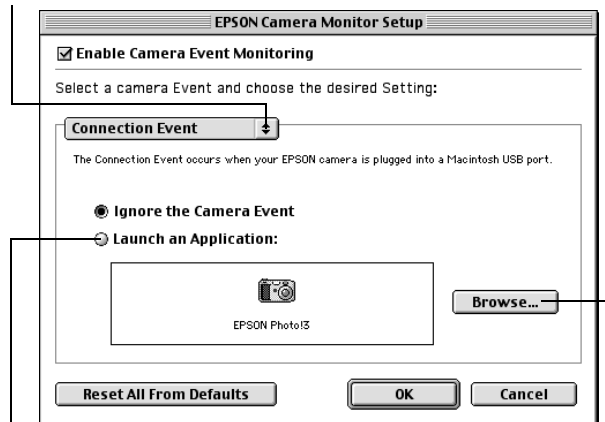 EPSON Camera Monitor Setup
Enable Camera Event Monitoring
Select a camera Event and choose the desired Setting:
Connection Event
The Connection Event occurs when your EPSON camera is plugged into a Macintosh USB port.
Ignore the Camera Event
Launch an Application:
EPSON Photo!3
Browse...
Reset All From Defaults
OK
Cancel